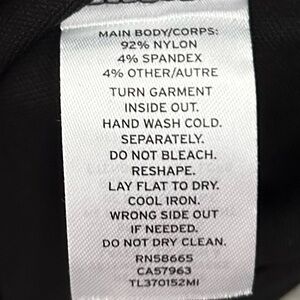 MAIN BODY/CORPS:
92% NYLON
4% SPANDEX
4% OTHER/AUTRE
TURN GARMENT
INSIDE OUT.
HAND WASH COLD.
SEPARATELY.
DO NOT BLEACH.
RESHAPE.
LAY FLAT TO DRY.
COOL IRON.
WRONG SIDE OUT
IF NEEDED.
DO NOT DRY CLEAN.
RN58665
CA57963
TL370152MI